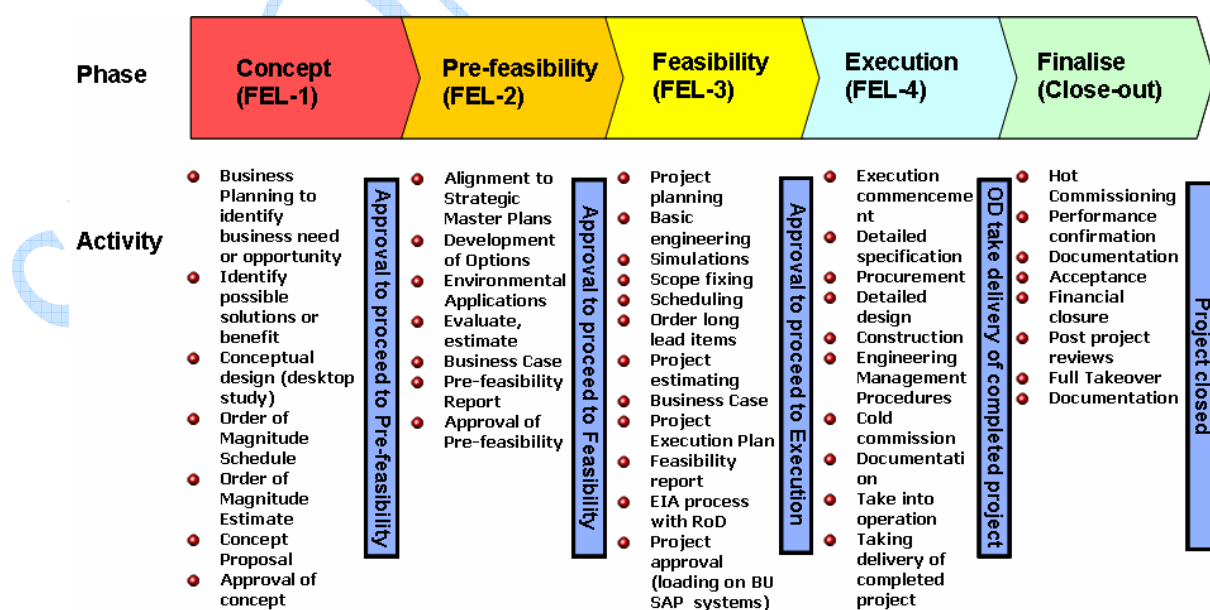 Phase
Concept
(FEL-1)
Pre-feasibility
(FEL-2)
Feasibility
(FEL-3)
Execution
(FEL-4)
Finalise
(Close-out)
Activity
Business
Planning to
identify
business need
or opportunity
Identify
possible
solutions or
benefit
Conceptual
design (desktop
study)
Order of
Magnitude
Schedule
Order of
Magnitude
Estimate
Concept
Proposal
Approval of
concept
Approval to proceed to Pre-feasibility
Alignment to
Strategic
Master Plans
Development
of Options
Environmental
Applications
Evaluate,
estimate
Business Case
Pre-feasibility
Report
Approval of
Pre-feasibility
Approval to proceed to Feasibility
Project
planning
Basic
engineering
Simulations
Scope fixing
Scheduling
Order long
lead items
Project
estimating
Business Case
Project
Execution Plan
Feasibility
report
EIA process
with RoD
Project
approval
(loading on BU
SAP systems)
Approval to proceed to Execution
Execution
commenceme
nt
Detailed
specification
Procurement
Detailed
design
Construction
Engineering
Management
Procedures
Cold
commission
Documentati
on
Take into
operation
Taking
delivery of
completed
project
OD take delivery of completed project
Hot
Commissioning
Performance
confirmation
Documentation
Acceptance
Financial
closure
Post project
reviews
Full Takeover
Documentation
Project closed